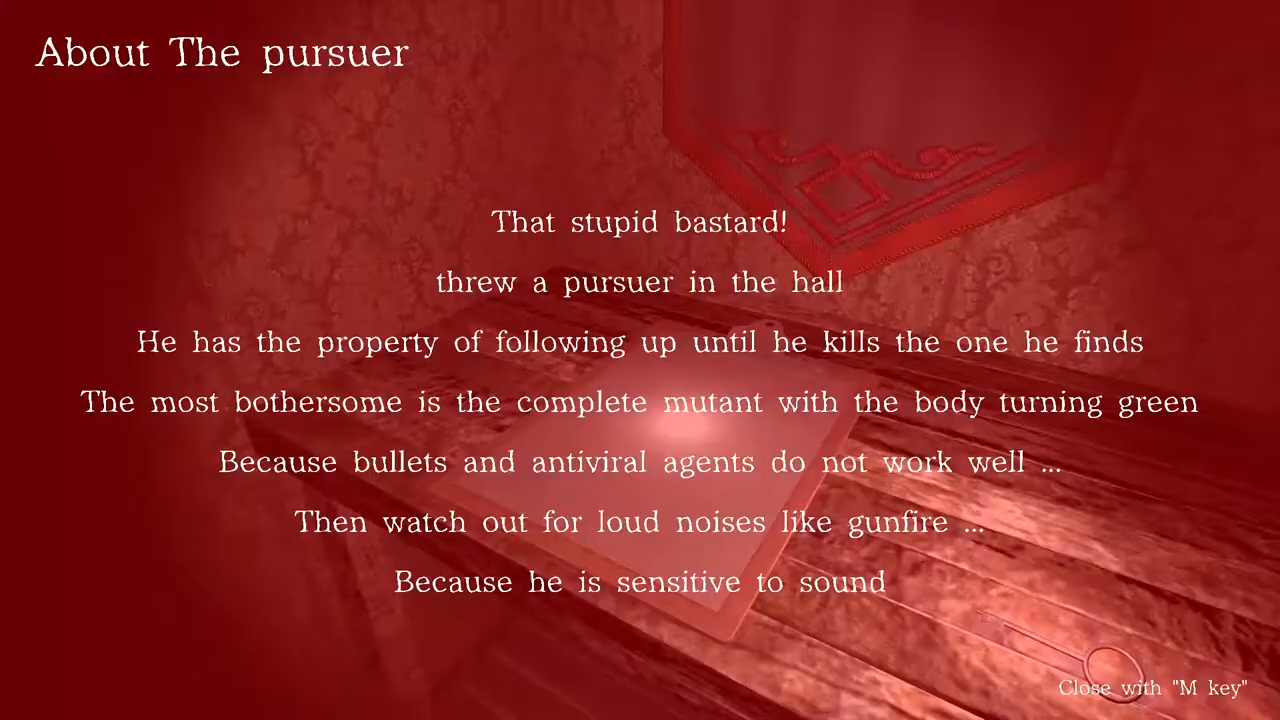 About The pursuer
That stupid bastard!
threw a pursuer in the hall
He has the property of following up until he kills the one he finds
The most bothersome is the complete mutant with the body turning green
Because bullets and antiviral agents do not work well ...
Then watch out for loud noises like gunfire ...
Because he is sensitive to sound
Close with "M key"